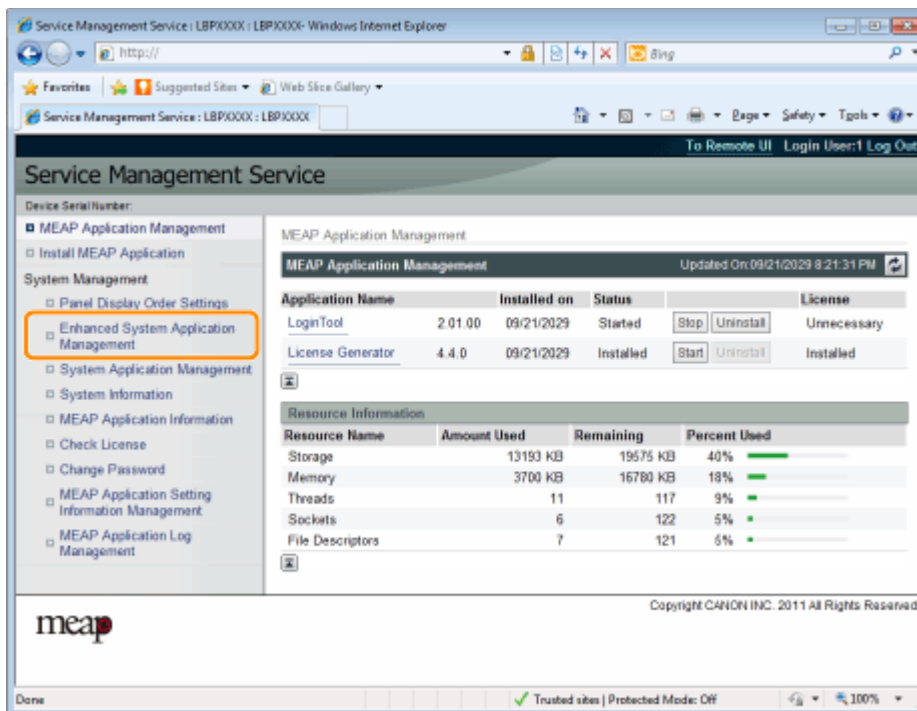 Service Management Service : LBPXXXX : LBPXXXX- Windows Internet Explorer
http://
Bing
Favorites Suggested Sites Web Slice Gallery
Service Management Service : LBPXXXX : LBPXXXX
Page Safety Tools
To Remote UI Login User:1 Log Out
Service Management Service
Device Serial Number:
MEAP Application Management
Install MEAP Application
System Management
Panel Display Order Settings
Enhanced System Application
Management
System Application Management
System Information
MEAP Application Information
Check License
Change Password
MEAP Application Setting
Information Management
MEAP Application Log
Management
MEAP Application Management
MEAP Application Management Updated On:09/21/2029 8:21:31 PM
Application Name Installed on Status License
LoginTool 2.01.00 09/21/2029 Started Stop Uninstall Unnecessary
License Generator 4.4.0 09/21/2029 Installed Start Uninstall Installed
Resource Information
Resource Name Amount Used Remaining Percent Used
Storage 13193 KB 19575 KB 40%
Memory 3700 KB 16780 KB 18%
Threads 11 117 9%
Sockets 6 122 5%
File Descriptors 7 121 6%
Copyright CANON INC. 2011 All Rights Reserved
meap
Done Trusted sites | Protected Mode: Off 100%